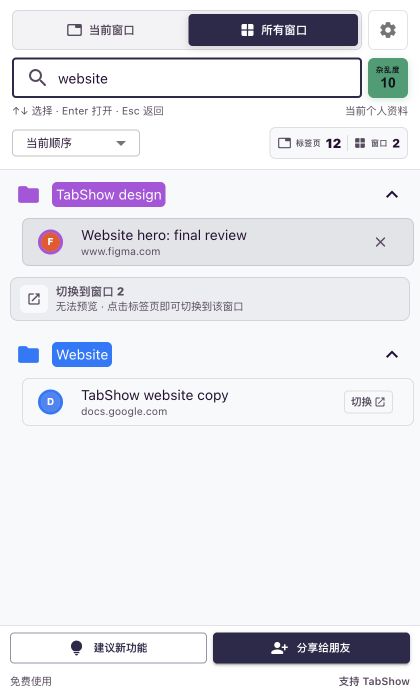 当前窗口
所有窗口
website
杂乱度
10
↑↓ 选择 · Enter 打开 · Esc 返回
当前个人资料
当前顺序
标签页 12
窗口 2
TabShow design
F
Website hero: final review
www.figma.com
切换到窗口 2
无法预览 · 点击标签页即可切换到该窗口
Website
D
TabShow website copy
docs.google.com
切换
建议新功能
分享给朋友
免费使用
支持 TabShow